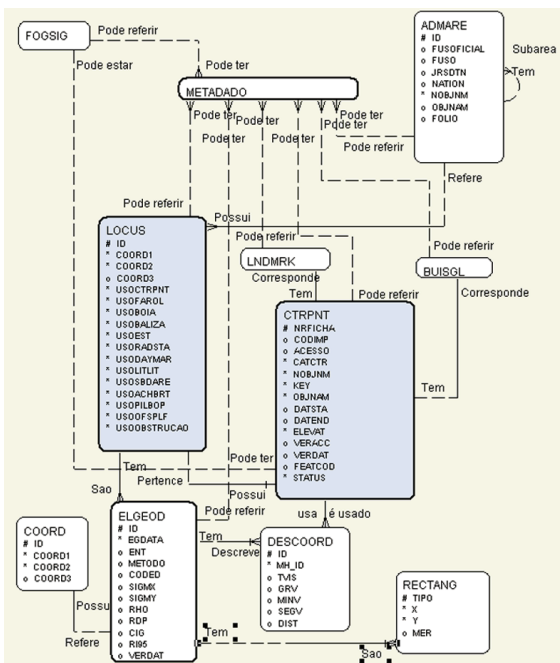 FOGSIG
Pode referir
Pode ter
Pode estar
METADADO
ADMARE
# ID
o FUSOFICIAL
o FUSO
o JRSDTN
o NATION
* NOBJNM
o OBJNAM
o FOLIO
Subarea
Tem
Pode ter
Pode ter
Pode ter
Pode ter
Pode ter
Pode ter
Pode referir
Refere
Pode referir
Possui
LOCUS
# ID
* COORD1
* COORD2
o COORD3
* USOCTRPNT
* USOFAROL
* USOBOIA
* USOBALIZA
* USOEST
* USORADSTA
* USODAYMAR
* USOLITLIT
* USOSBDARE
* USOACHBRT
* USOPILBOP
* USOOFSPLF
* USOOBSTRUCAO
Pode referir
LNDMRK
Corresponde
Tem
Pode referir
Pode referir
BUISGL
Corresponde
Tem
CTRPNT
# NRFICHA
o CODIMP
o ACESSO
* CATCTR
* NOBJNM
* KEY
* OBJNAM
o DATSTA
o DATEND
* ELEVAT
o VERACC
o VERDAT
o FEATCOD
* STATUS
Pode ter
Tem
Pertence
Possui
Sao
Pode referir
usa
é usado
ELGEOD
# ID
* EGDATA
o ENT
o METODO
o CODED
o SIGMX
o SIGMY
o RHO
o RDP
o CIG
o RI95
o VERDAT
Tem
Descreve
DESCOORD
# ID
* MH_ID
o TVIS
o GRV
o MINV
o SEGV
o DIST
COORD
# ID
* COORD1
* COORD2
o COORD3
Possu
Refere
Tem
Sao
RECTANG
# TIPO
* X
* Y
o MER